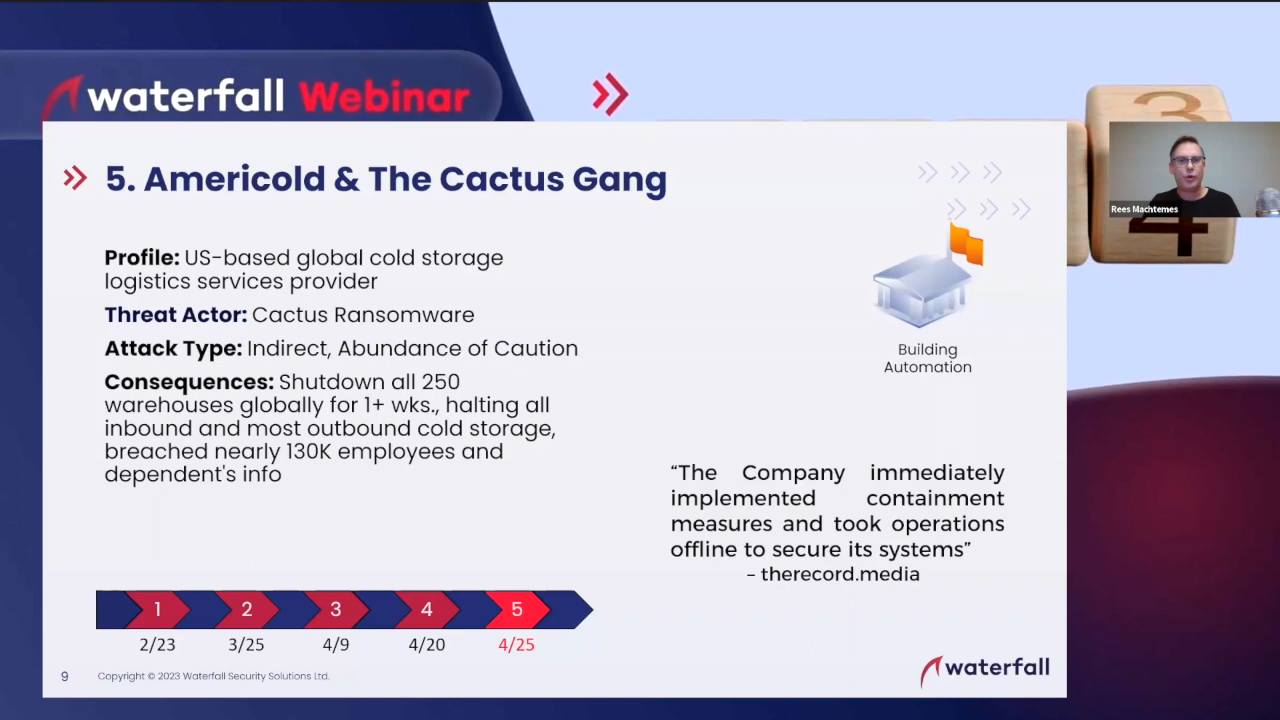 waterfall Webinar
3
5. Americold & The Cactus Gang
Rees Machtemes
4
Profile: US-based global cold storage
logistics services provider
Threat Actor: Cactus Ransomware
Attack Type: Indirect, Abundance of Caution
Consequences: Shutdown all 250
warehouses globally for 1+ wks., halting all
inbound and most outbound cold storage,
breached nearly 130K employees and
dependent's info
Building
Automation
“The Company immediately
implemented containment
measures and took operations
offline to secure its systems”
– therecord.media
1 2 3 4 5
2/23 3/25 4/9 4/20 4/25
9 Copyright © 2023 Waterfall Security Solutions Ltd.
waterfall